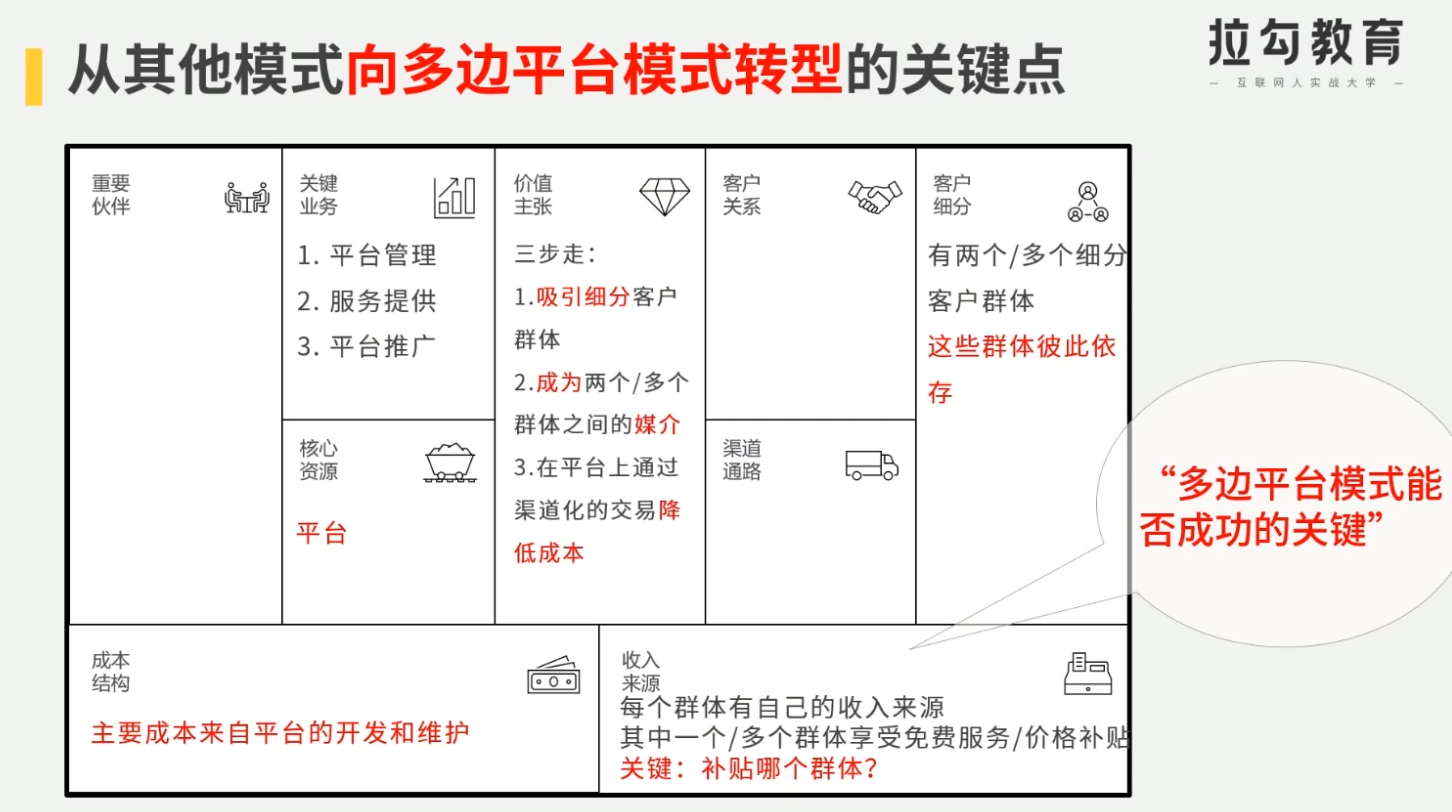 从其他模式向多边平台模式转型的关键点
拉勾教育
— 互联网人实战大学 —
重要
伙伴
关键
业务
1. 平台管理
2. 服务提供
3. 平台推广
核心
资源
平台
价值
主张
三步走：
1.吸引细分客户
群体
2.成为两个/多个
群体之间的媒介
3.在平台上通过
渠道化的交易降
低成本
客户
关系
渠道
通路
客户
细分
有两个/多个细分
客户群体
这些群体彼此依
存
“多边平台模式能
否成功的关键”
成本
结构
主要成本来自平台的开发和维护
收入
来源
每个群体有自己的收入来源
其中一个/多个群体享受免费服务/价格补贴
关键：补贴哪个群体？